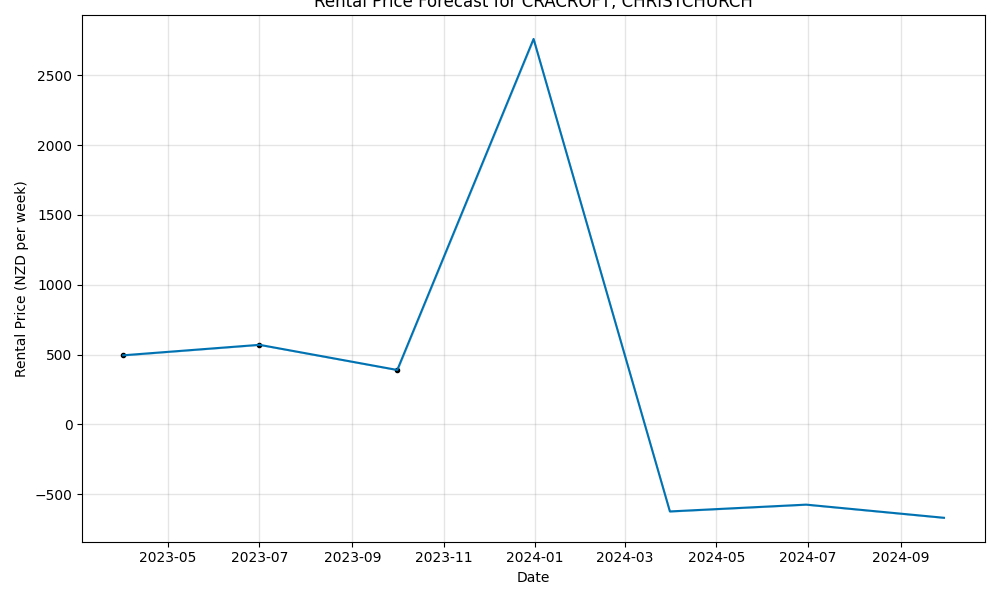 Rental Price Forecast for CRACROFT, CHRISTCHURCH
Rental Price (NZD per week)
2500
2000
1500
1000
500
0
−500
2023-05 2023-07 2023-09 2023-11 2024-01 2024-03 2024-05 2024-07 2024-09
Date